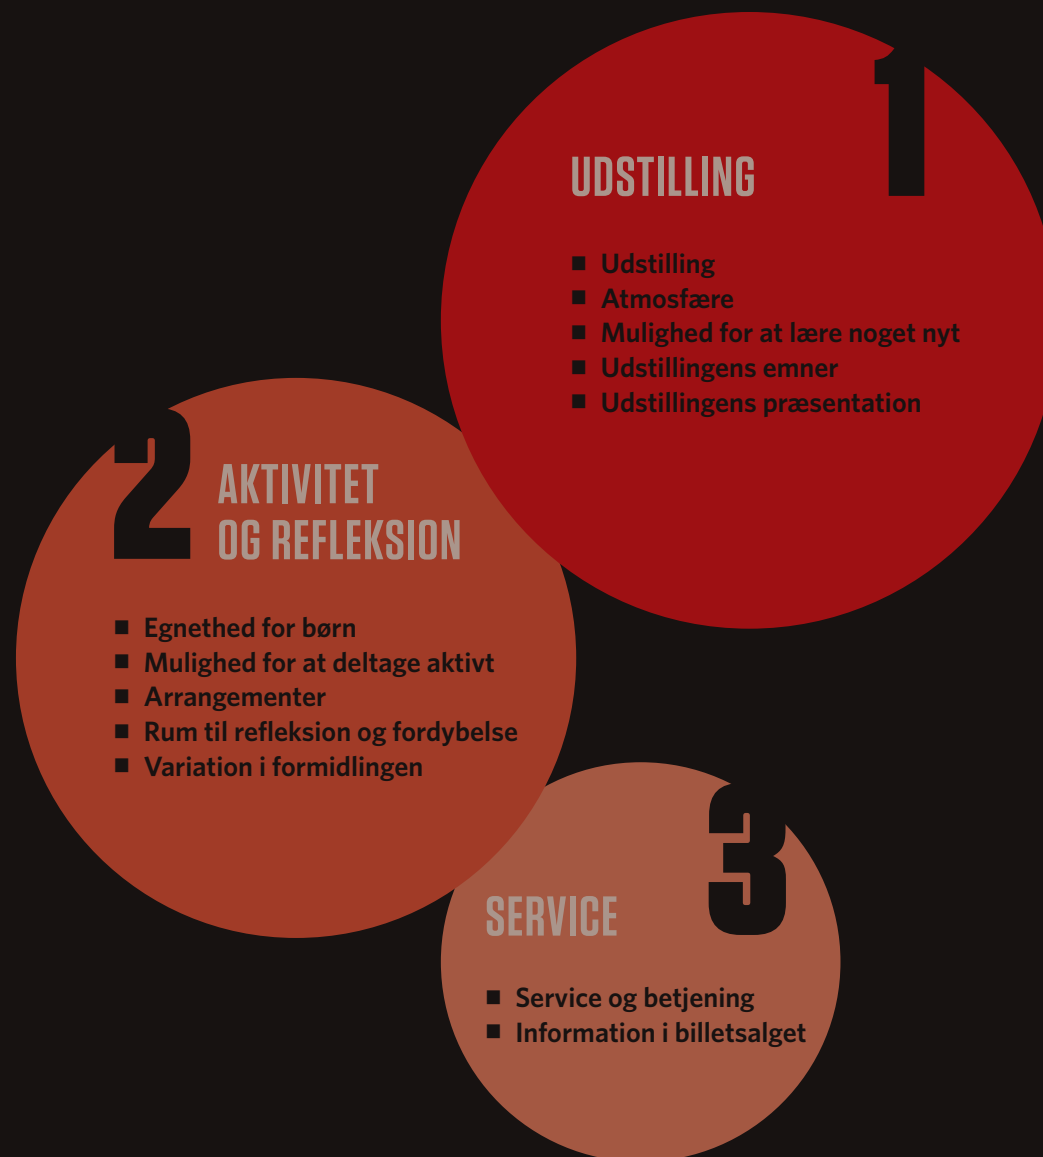 1
UDSTILLING
■ Udstilling
■ Atmosfære
■ Mulighed for at lære noget nyt
■ Udstillingens emner
■ Udstillingens præsentation
2
AKTIVITET
OG REFLEKSION
■ Egnethed for børn
■ Mulighed for at deltage aktivt
■ Arrangementer
■ Rum til refleksion og fordybelse
■ Variation i formidlingen
3
SERVICE
■ Service og betjening
■ Information i billetsalget